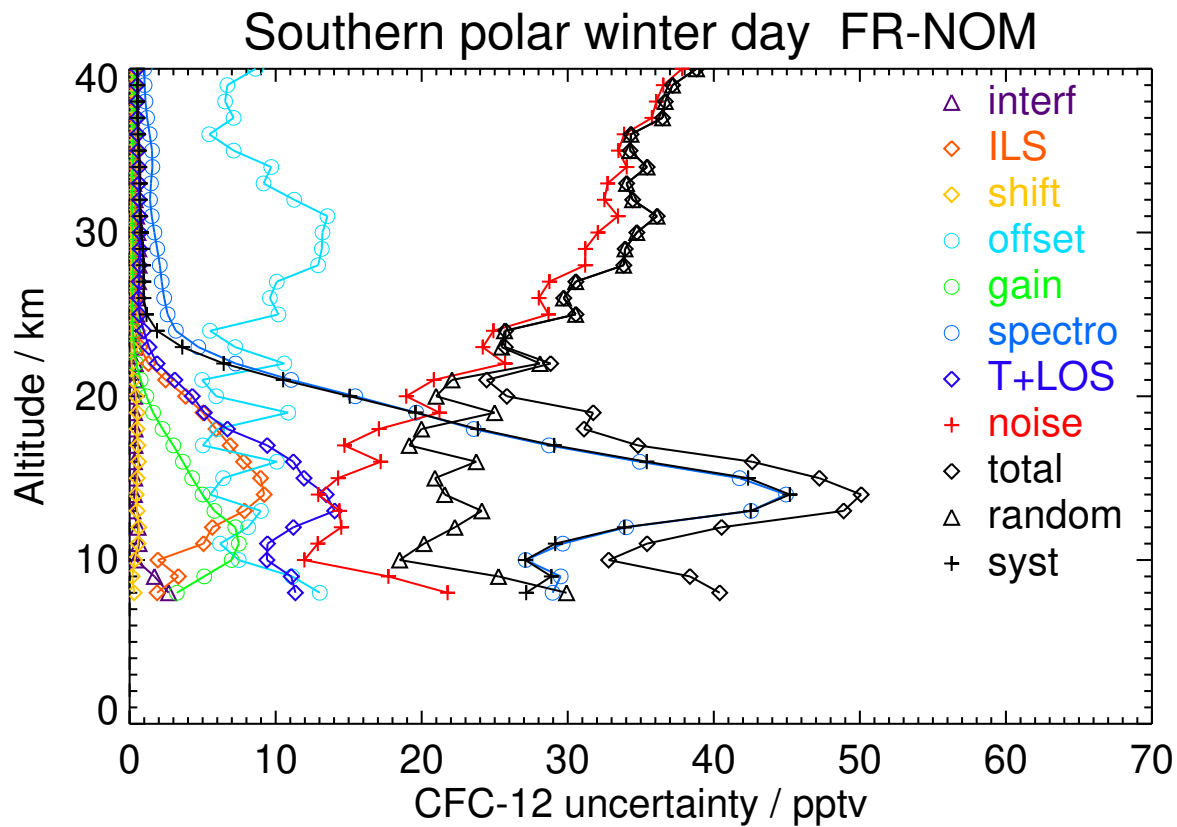 Southern polar winter day FR-NOM
40
30
20
10
0
Altitude / km
interf
ILS
shift
offset
gain
spectro
T+LOS
noise
total
random
syst
0 10 20 30 40 50 60 70
CFC-12 uncertainty / pptv